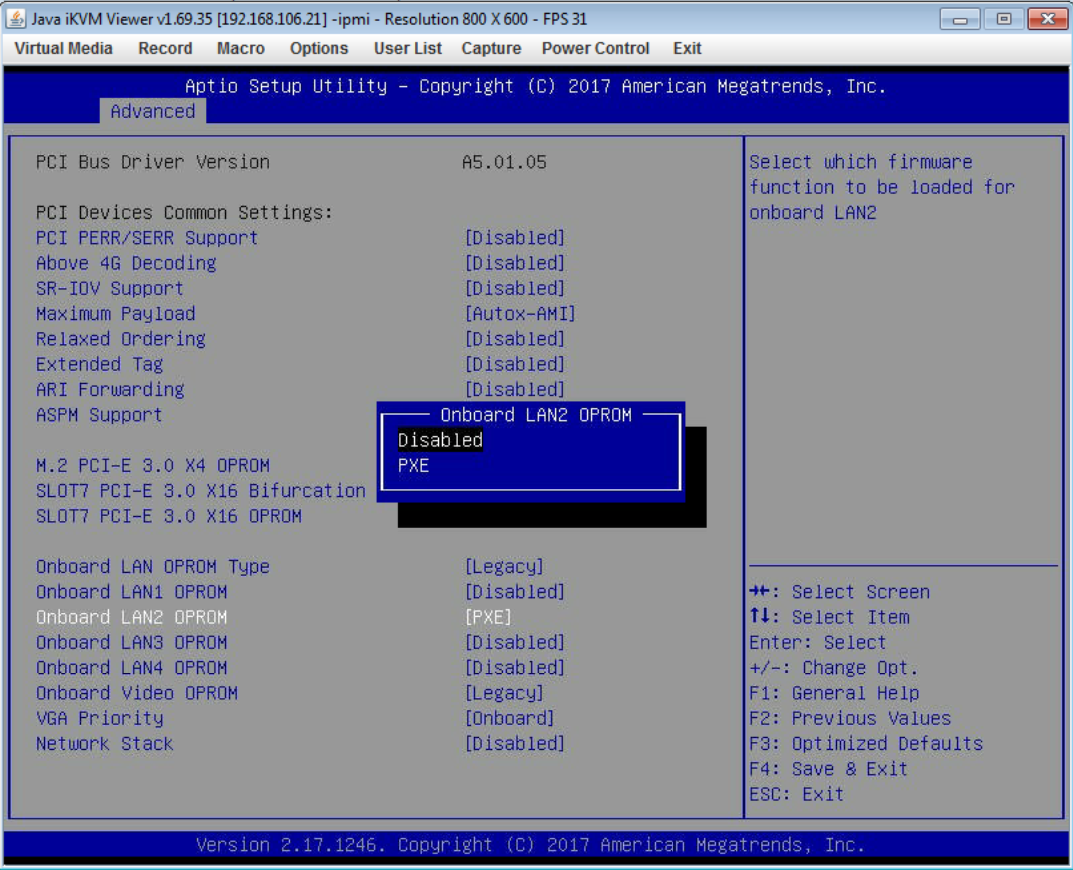 Java iKVM Viewer v1.69.35 [192.168.106.21] -ipmi - Resolution 800 X 600 - FPS 31
Virtual Media Record Macro Options User List Capture Power Control Exit
Aptio Setup Utility - Copyright (C) 2017 American Megatrends, Inc.
Advanced
PCI Bus Driver Version A5.01.05
PCI Devices Common Settings:
PCI PERR/SERR Support [Disabled]
Above 4G Decoding [Disabled]
SR-IOV Support [Disabled]
Maximum Payload [Autox-AMI]
Relaxed Ordering [Disabled]
Extended Tag [Disabled]
ARI Forwarding [Disabled]
ASPM Support
M.2 PCI-E 3.0 X4 OPROM
SLOT7 PCI-E 3.0 X16 Bifurcation
SLOT7 PCI-E 3.0 X16 OPROM
Onboard LAN2 OPROM
Disabled
PXE
Onboard LAN OPROM Type [Legacy]
Onboard LAN1 OPROM [Disabled]
Onboard LAN2 OPROM [PXE]
Onboard LAN3 OPROM [Disabled]
Onboard LAN4 OPROM [Disabled]
Onboard Video OPROM [Legacy]
VGA Priority [Onboard]
Network Stack [Disabled]
Select which firmware
function to be loaded for
onboard LAN2
→←: Select Screen
↑↓: Select Item
Enter: Select
+/-: Change Opt.
F1: General Help
F2: Previous Values
F3: Optimized Defaults
F4: Save & Exit
ESC: Exit
Version 2.17.1246. Copyright (C) 2017 American Megatrends, Inc.